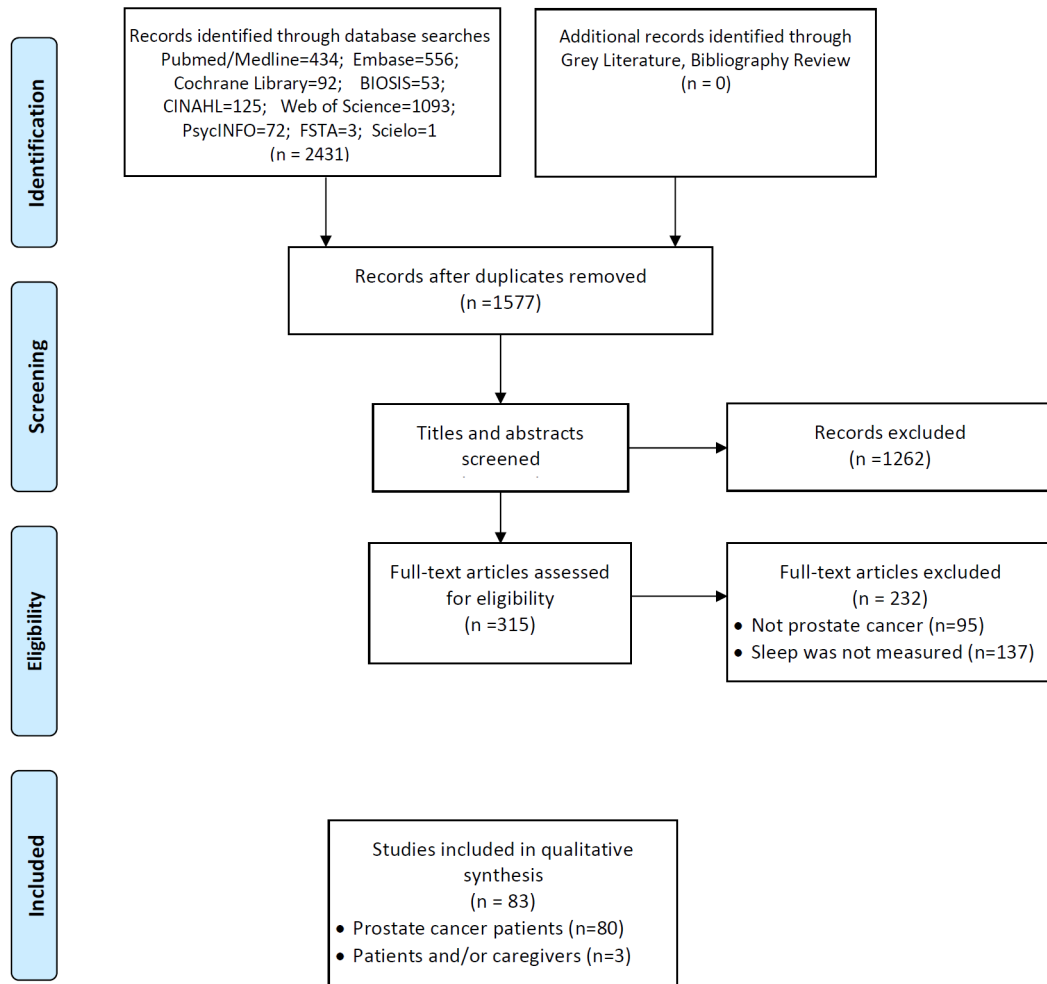 Identification
Records identified through database searches
Pubmed/Medline=434; Embase=556;
Cochrane Library=92; BIOSIS=53;
CINAHL=125; Web of Science=1093;
PsycINFO=72; FSTA=3; Scielo=1
(n = 2431)
Additional records identified through
Grey Literature, Bibliography Review
(n = 0)
Screening
Records after duplicates removed
(n =1577)
Titles and abstracts
screened
Records excluded
(n =1262)
Eligibility
Full-text articles assessed
for eligibility
(n =315)
Full-text articles excluded
(n = 232)
• Not prostate cancer (n=95)
• Sleep was not measured (n=137)
Included
Studies included in qualitative
synthesis
(n = 83)
• Prostate cancer patients (n=80)
• Patients and/or caregivers (n=3)